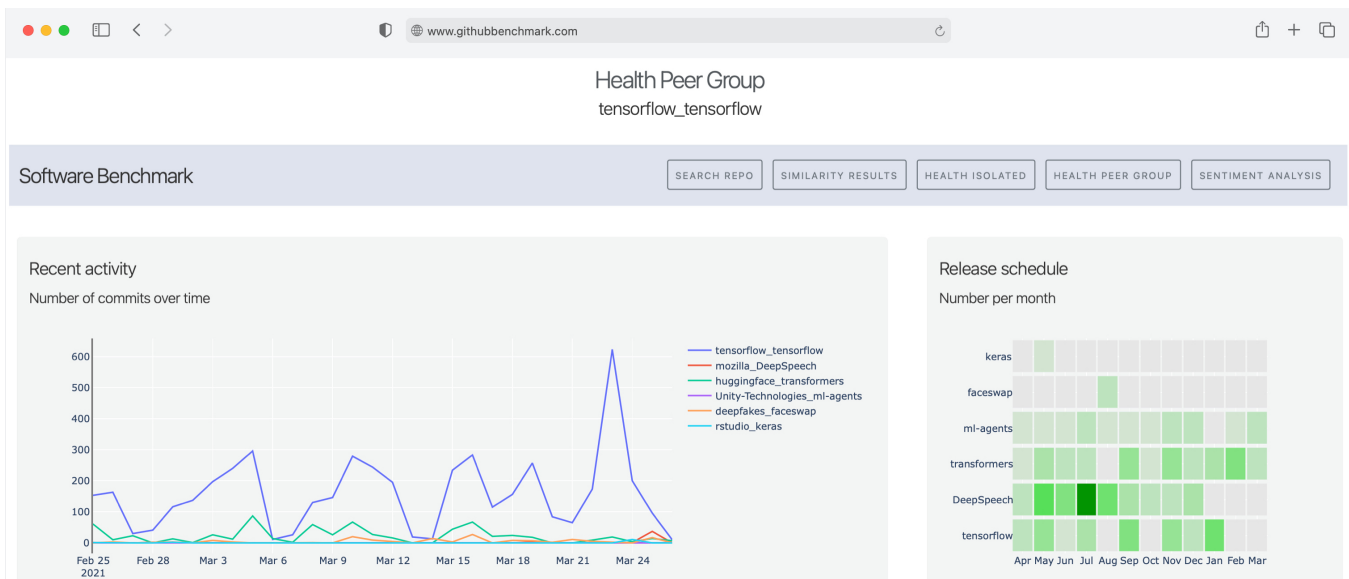 www.githubbenchmark.com
Health Peer Group
tensorflow_tensorflow
Software Benchmark
SEARCH REPO
SIMILARITY RESULTS
HEALTH ISOLATED
HEALTH PEER GROUP
SENTIMENT ANALYSIS
Recent activity
Number of commits over time
600
500
400
300
200
100
0
Feb 25 Feb 28 Mar 3 Mar 6 Mar 9 Mar 12 Mar 15 Mar 18 Mar 21 Mar 24
2021
tensorflow_tensorflow
mozilla_DeepSpeech
huggingface_transformers
Unity-Technologies_ml-agents
deepfakes_faceswap
rstudio_keras
Release schedule
Number per month
keras
faceswap
ml-agents
transformers
DeepSpeech
tensorflow
Apr May Jun Jul Aug Sep Oct Nov Dec Jan Feb Mar